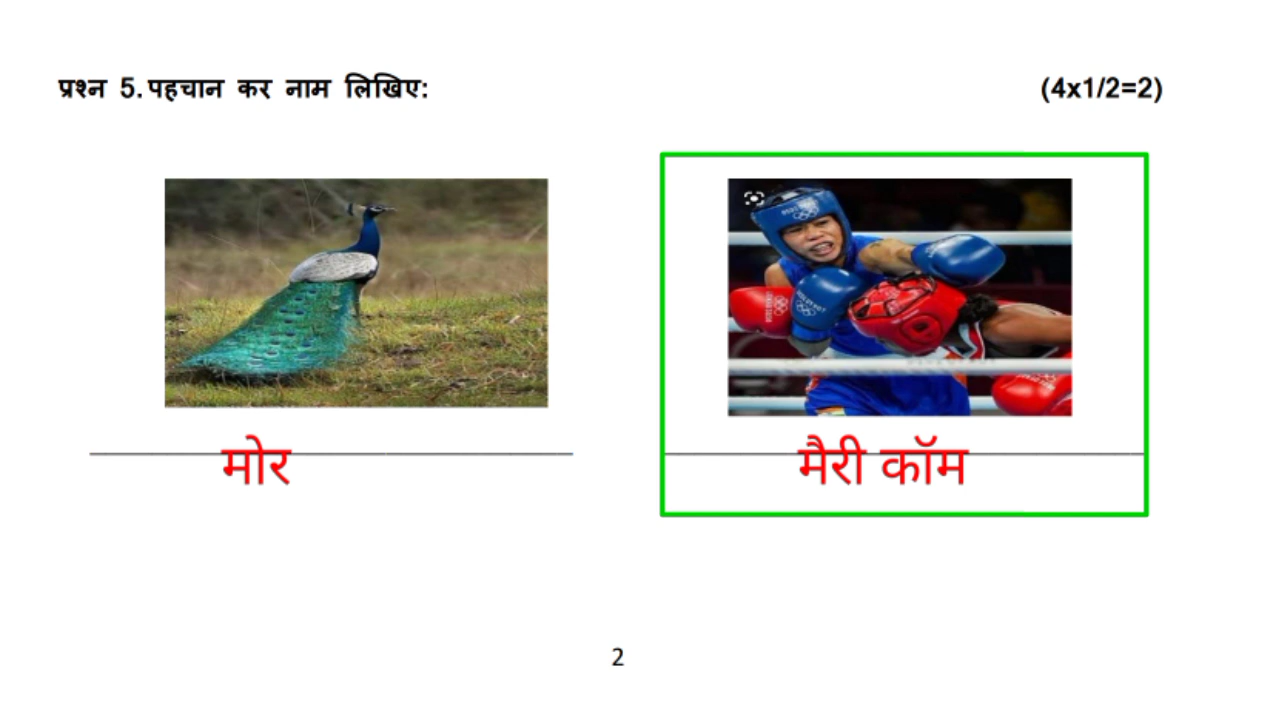 प्रश्न 5. पहचान कर नाम लिखिए: (4x1/2=2)
मोर
मैरी कॉम
2